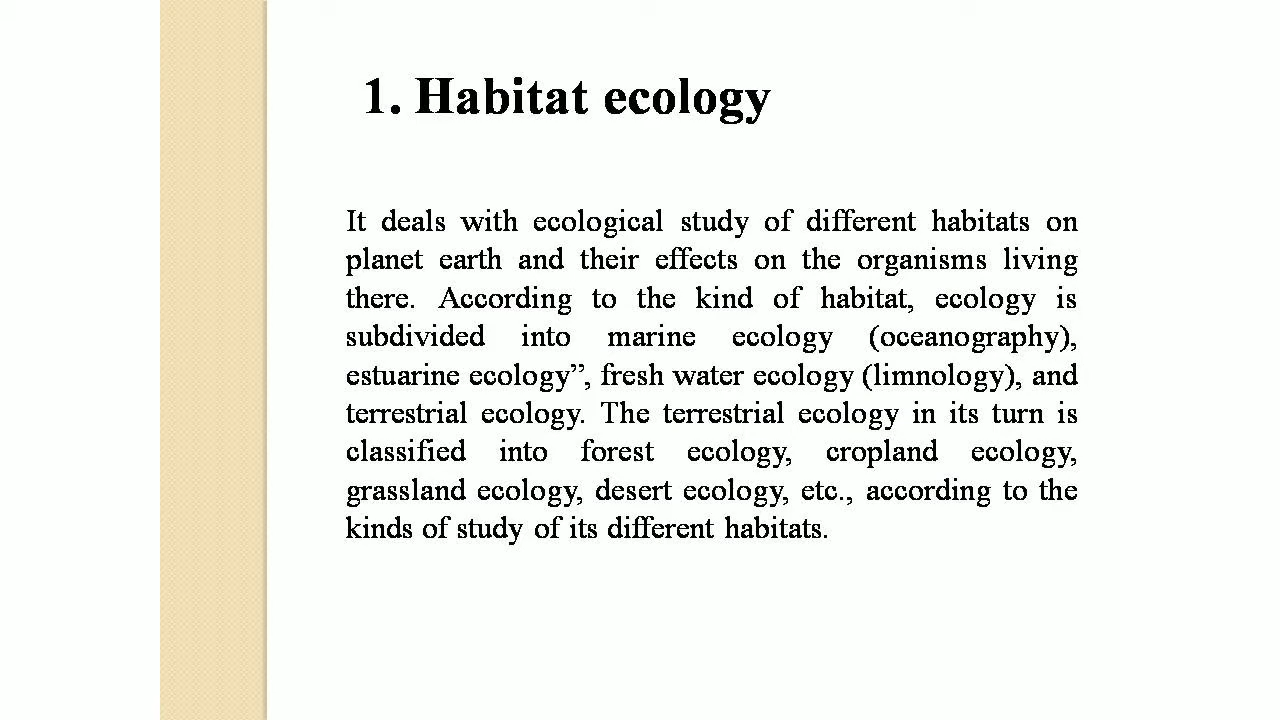 1. Habitat ecology
It deals with ecological study of different habitats on
planet earth and their effects on the organisms living
there. According to the kind of habitat, ecology is
subdivided into marine ecology (oceanography),
estuarine ecology”, fresh water ecology (limnology), and
terrestrial ecology. The terrestrial ecology in its turn is
classified into forest ecology, cropland ecology,
grassland ecology, desert ecology, etc., according to the
kinds of study of its different habitats.